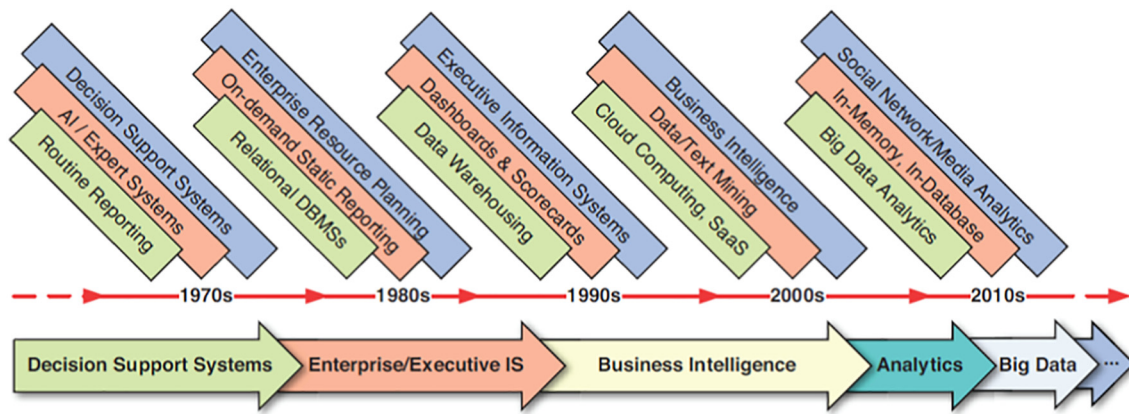 Decision Support Systems
AI / Expert Systems
Routine Reporting
Enterprise Resource Planning
On-demand Static Reporting
Relational DBMSs
Executive Information Systems
Dashboards & Scorecards
Data Warehousing
Business Intelligence
Data/Text Mining
Cloud Computing, SaaS
Social Network/Media Analytics
In-Memory, In-Database
Big Data Analytics
1970s
1980s
1990s
2000s
2010s
Decision Support Systems
Enterprise/Executive IS
Business Intelligence
Analytics
Big Data
...